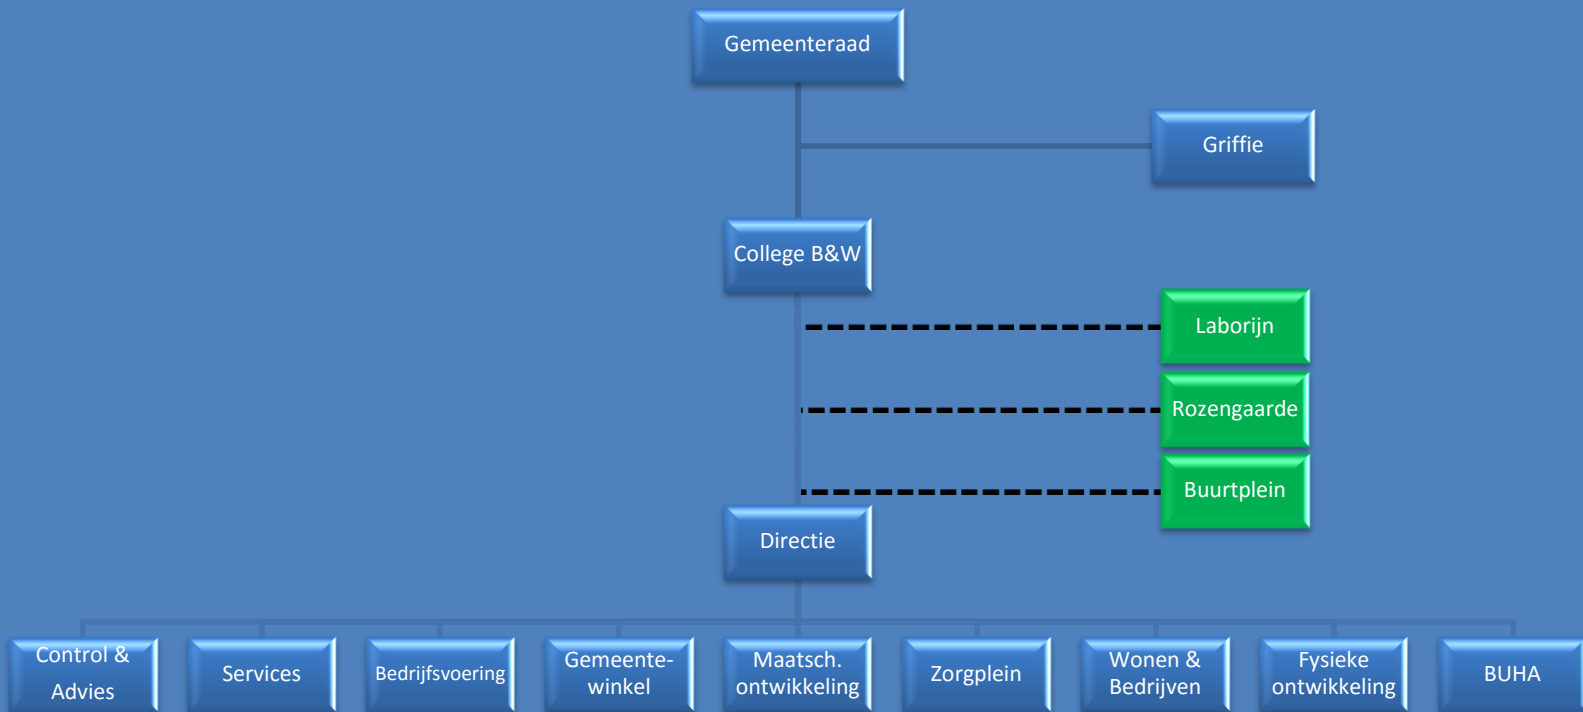 Gemeenteraad
Griffie
College B&W
Laborijn
Rozengaarde
Buurtplein
Directie
Control &
Advies
Services
Bedrijfsvoering
Gemeente-
winkel
Maatsch.
ontwikkeling
Zorgplein
Wonen &
Bedrijven
Fysieke
ontwikkeling
BUHA